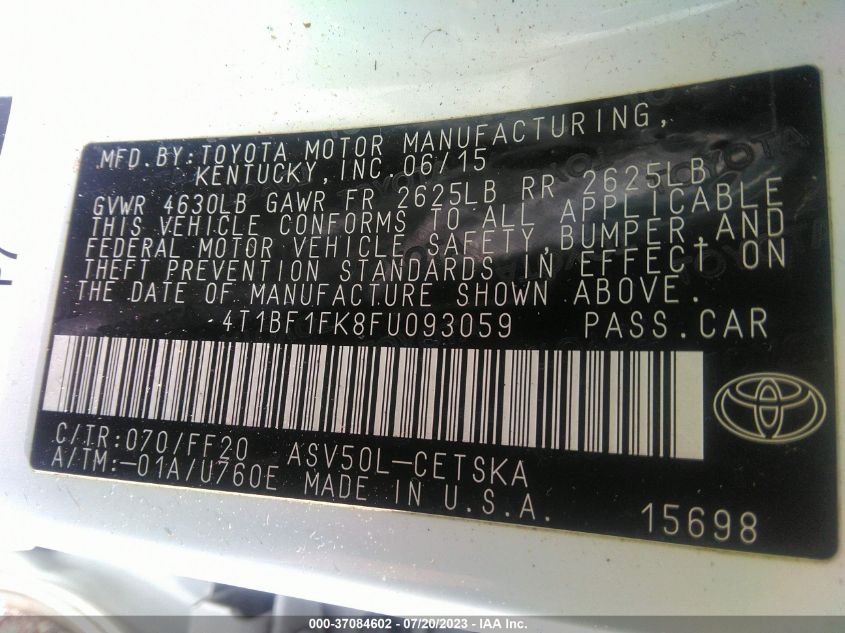 MFD.BY:TOYOTA MOTOR MANUFACTURING,
KENTUCKY,INC.06/15
GVWR 4630LB GAWR FR 2625LB RR 2625LB
THIS VEHICLE CONFORMS TO ALL APPLICABLE
FEDERAL MOTOR VEHICLE SAFETY,BUMPER,AND
THEFT PREVENTION STANDARDS IN EFFECT ON
THE DATE OF MANUFACTURE SHOWN ABOVE.
4T1BF1FK8FU093059 PASS.CAR
C/TR:070/FF20 ASV50L-CETSKA
A/TM:-01A/U760E MADE IN U.S.A.
15698
000-37084602 - 07/20/2023 - IAA Inc.